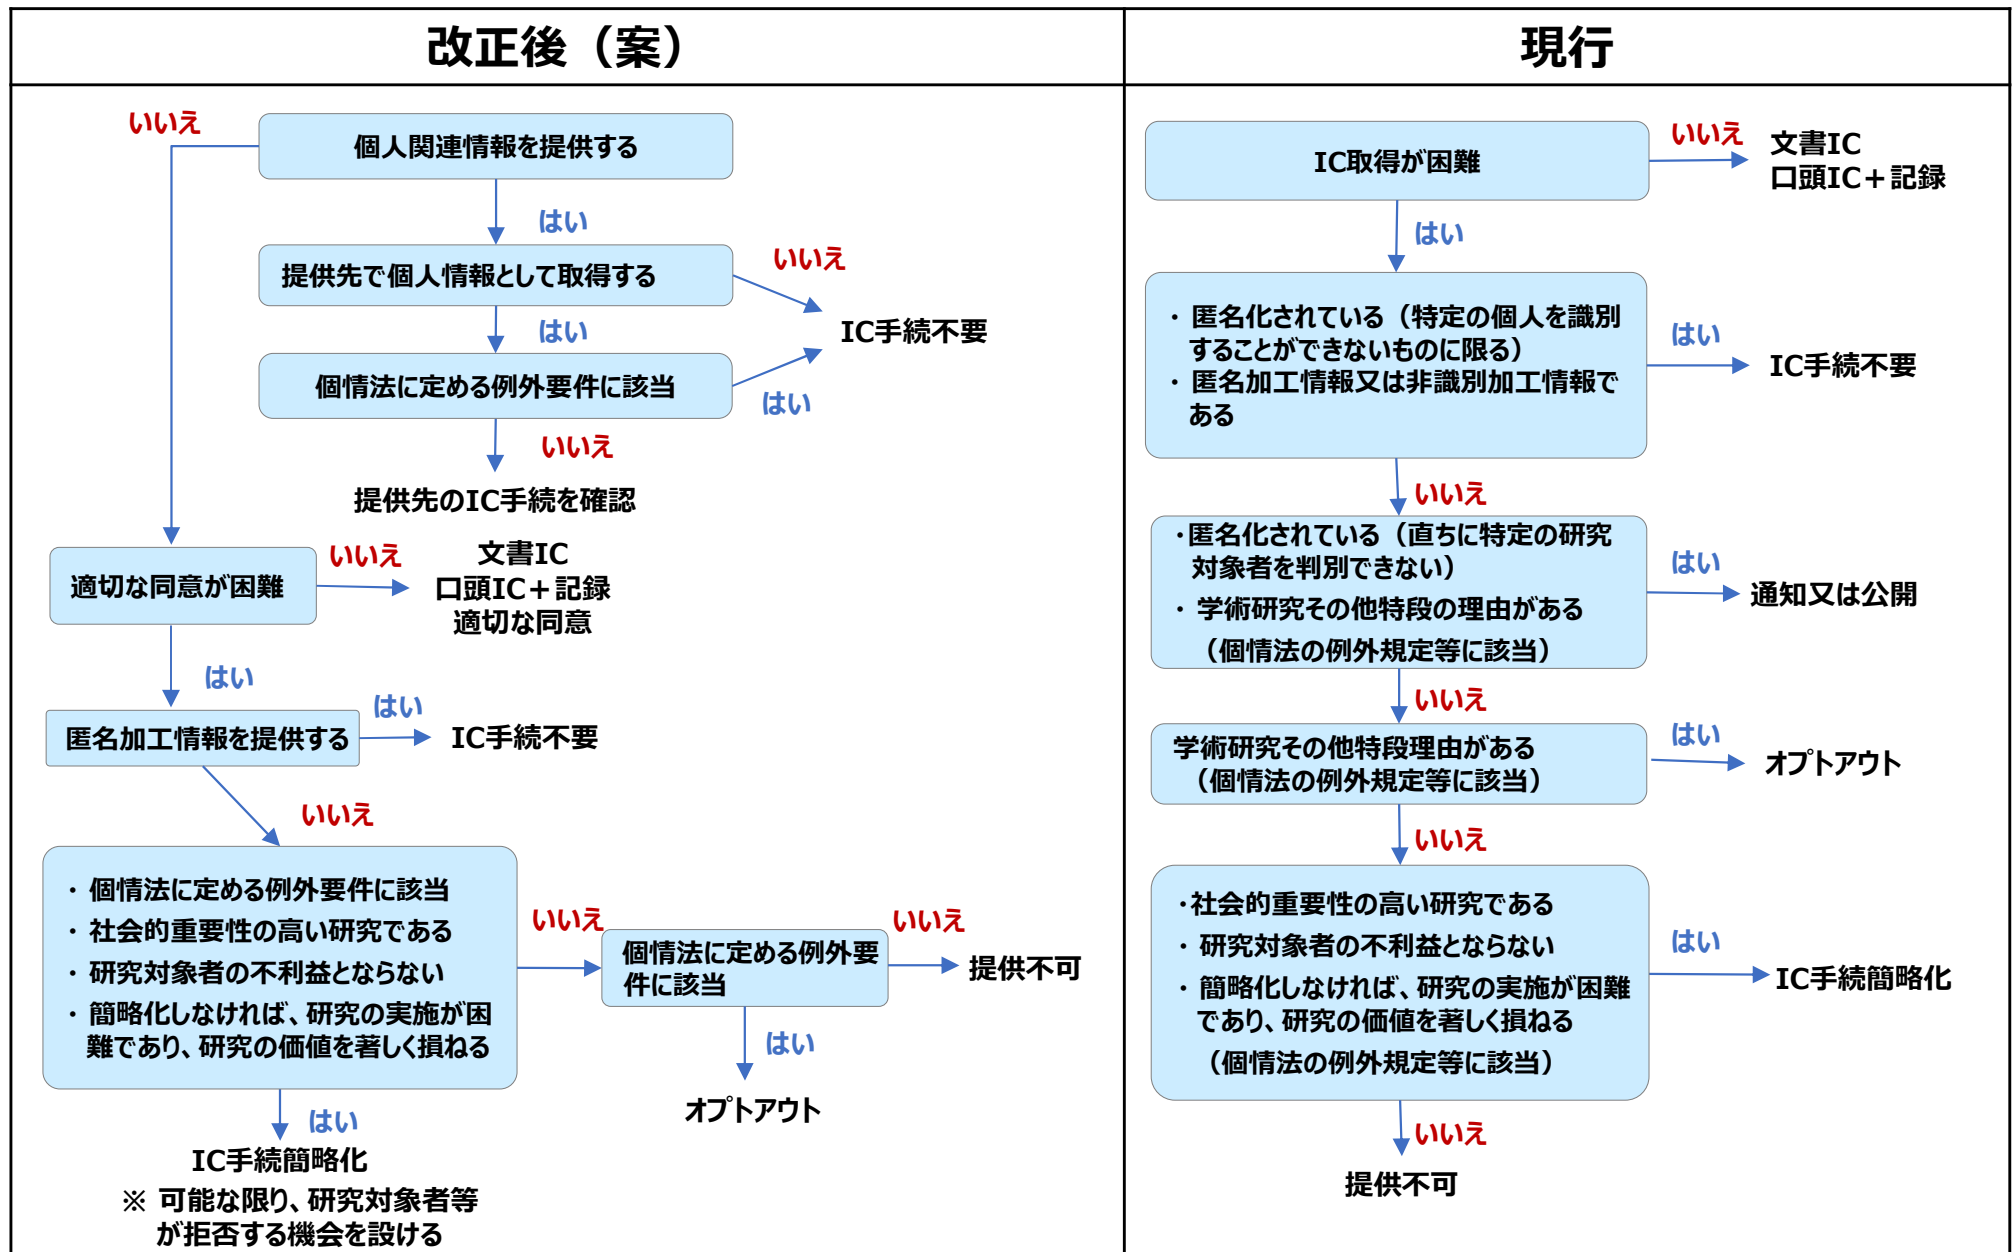 改正後（案）
いいえ
個人関連情報を提供する
はい
提供先で個人情報として取得する
いいえ
はい
IC手続不要
個情法に定める例外要件に該当
はい
いいえ
提供先のIC手続を確認
適切な同意が困難
いいえ
文書IC
口頭IC＋記録
適切な同意
はい
匿名加工情報を提供する
はい
IC手続不要
いいえ
・ 個情法に定める例外要件に該当
・ 社会的重要性の高い研究である
・ 研究対象者の不利益とならない
・ 簡略化しなければ、研究の実施が困
難であり、研究の価値を著しく損ねる
いいえ
個情法に定める例外要
件に該当
いいえ
提供不可
はい
オプトアウト
はい
IC手続簡略化
※ 可能な限り、研究対象者等
が拒否する機会を設ける
現行
IC取得が困難
いいえ
文書IC
口頭IC＋記録
はい
・ 匿名化されている（特定の個人を識別
することができないものに限る）
・ 匿名加工情報又は非識別加工情報で
ある
はい
IC手続不要
いいえ
・匿名化されている（直ちに特定の研究
対象者を判別できない）
・ 学術研究その他特段の理由がある
（個情法の例外規定等に該当）
はい
通知又は公開
いいえ
学術研究その他特段理由がある
（個情法の例外規定等に該当）
はい
オプトアウト
いいえ
・社会的重要性の高い研究である
・ 研究対象者の不利益とならない
・ 簡略化しなければ、研究の実施が困難
であり、研究の価値を著しく損ねる
（個情法の例外規定等に該当）
はい
IC手続簡略化
いいえ
提供不可